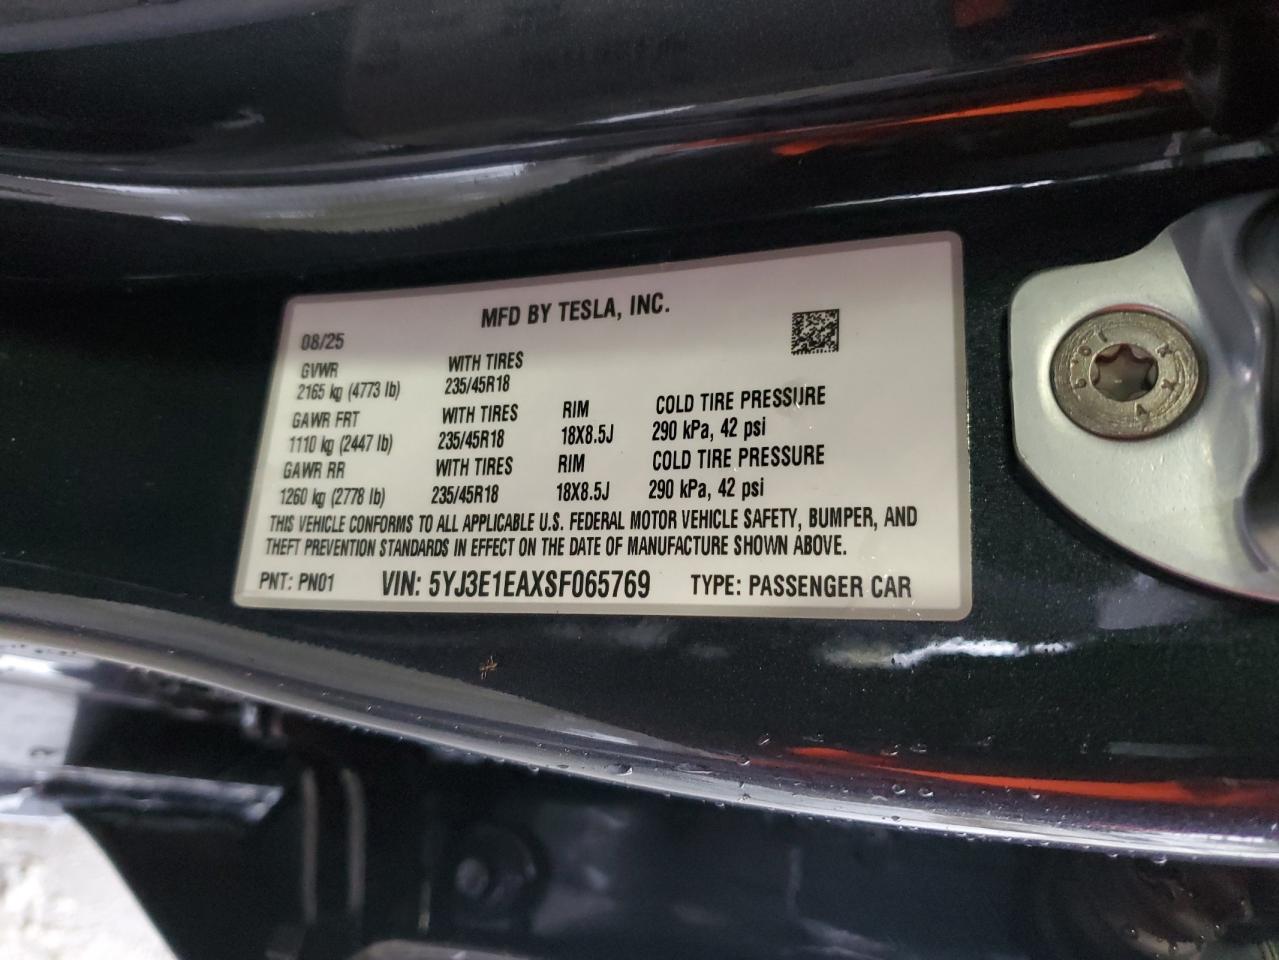 MFD BY TESLA, INC.
08/25
GVWR WITH TIRES
2165 kg (4773 lb) 235/45R18
GAWR FRT WITH TIRES RIM COLD TIRE PRESSURE
1110 kg (2447 lb) 235/45R18 18X8.5J 290 kPa, 42 psi
GAWR RR WITH TIRES RIM COLD TIRE PRESSURE
1260 kg (2778 lb) 235/45R18 18X8.5J 290 kPa, 42 psi
THIS VEHICLE CONFORMS TO ALL APPLICABLE U.S. FEDERAL MOTOR VEHICLE SAFETY, BUMPER, AND
THEFT PREVENTION STANDARDS IN EFFECT ON THE DATE OF MANUFACTURE SHOWN ABOVE.
PNT: PN01 VIN: 5YJ3E1EAXSF065769 TYPE: PASSENGER CAR